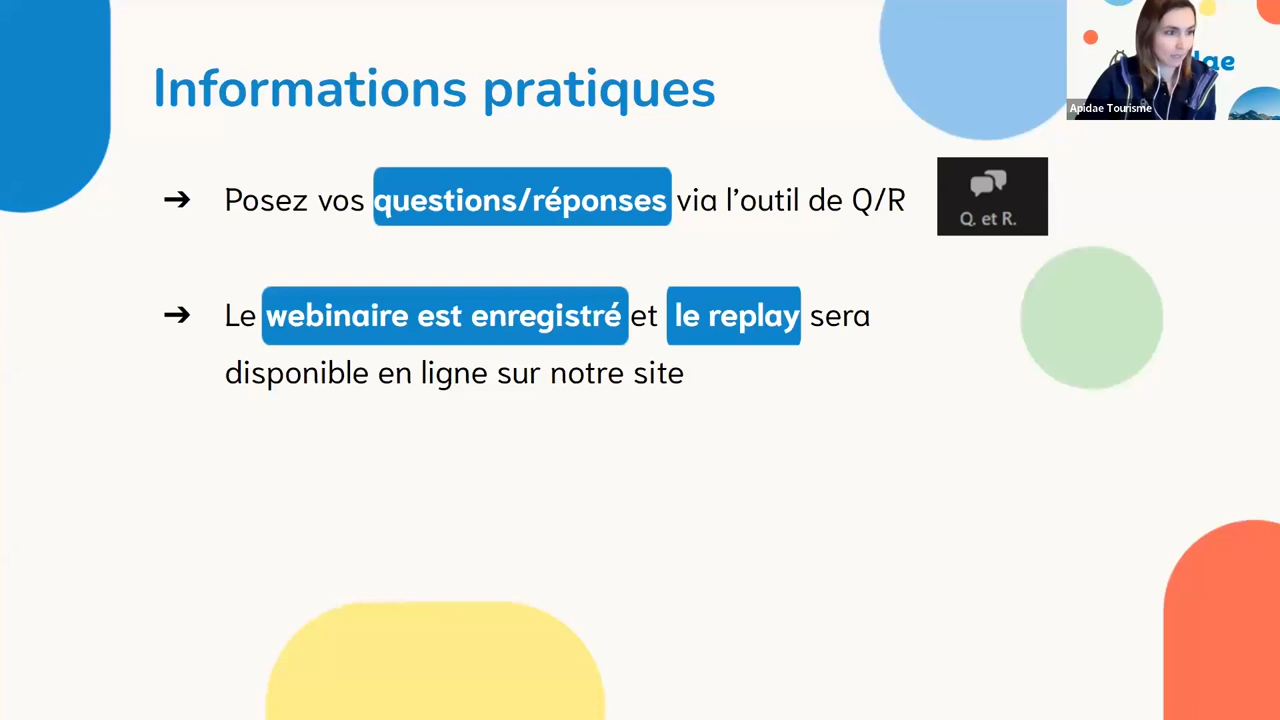 Informations pratiques
➔ Posez vos questions/réponses via l’outil de Q/R
Q. et R.
➔ Le webinaire est enregistré et le replay sera
disponible en ligne sur notre site
Apidae Tourisme